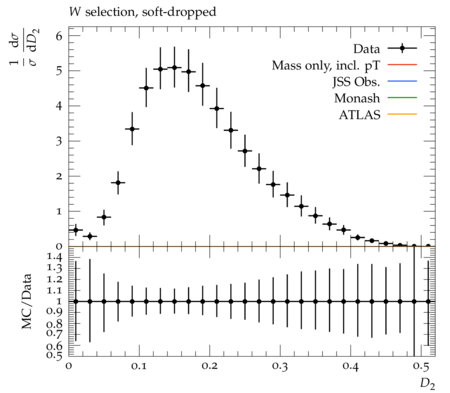 W selection, soft-dropped
1/σ dσ/dD₂
6
5
4
3
2
1
0
Data
Mass only, incl. pT
JSS Obs.
Monash
ATLAS
MC/Data
1.4
1.3
1.2
1.1
1
0.9
0.8
0.7
0.6
0.5
0 0.1 0.2 0.3 0.4 0.5
D₂